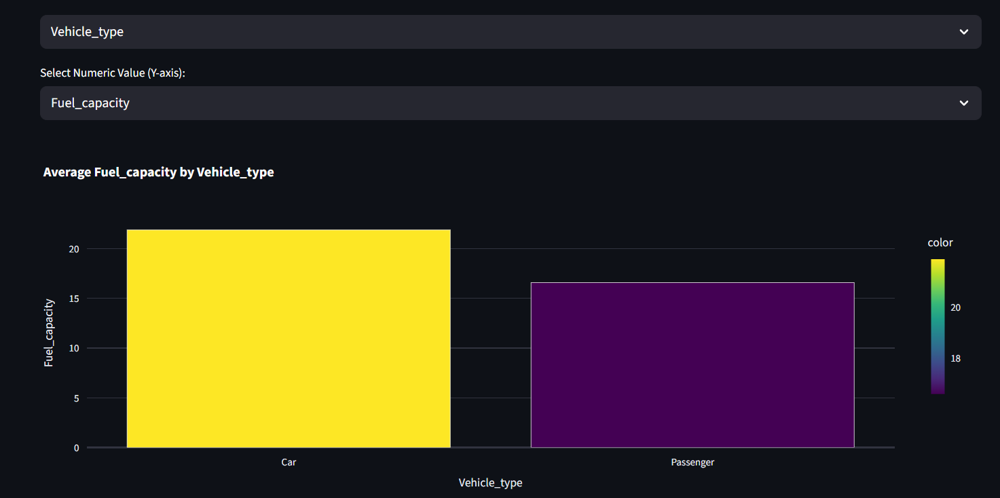 Vehicle_type
Select Numeric Value (Y-axis):
Fuel_capacity
Average Fuel_capacity by Vehicle_type
color
20
18
20
15
10
5
0
Fuel_capacity
Car
Passenger
Vehicle_type